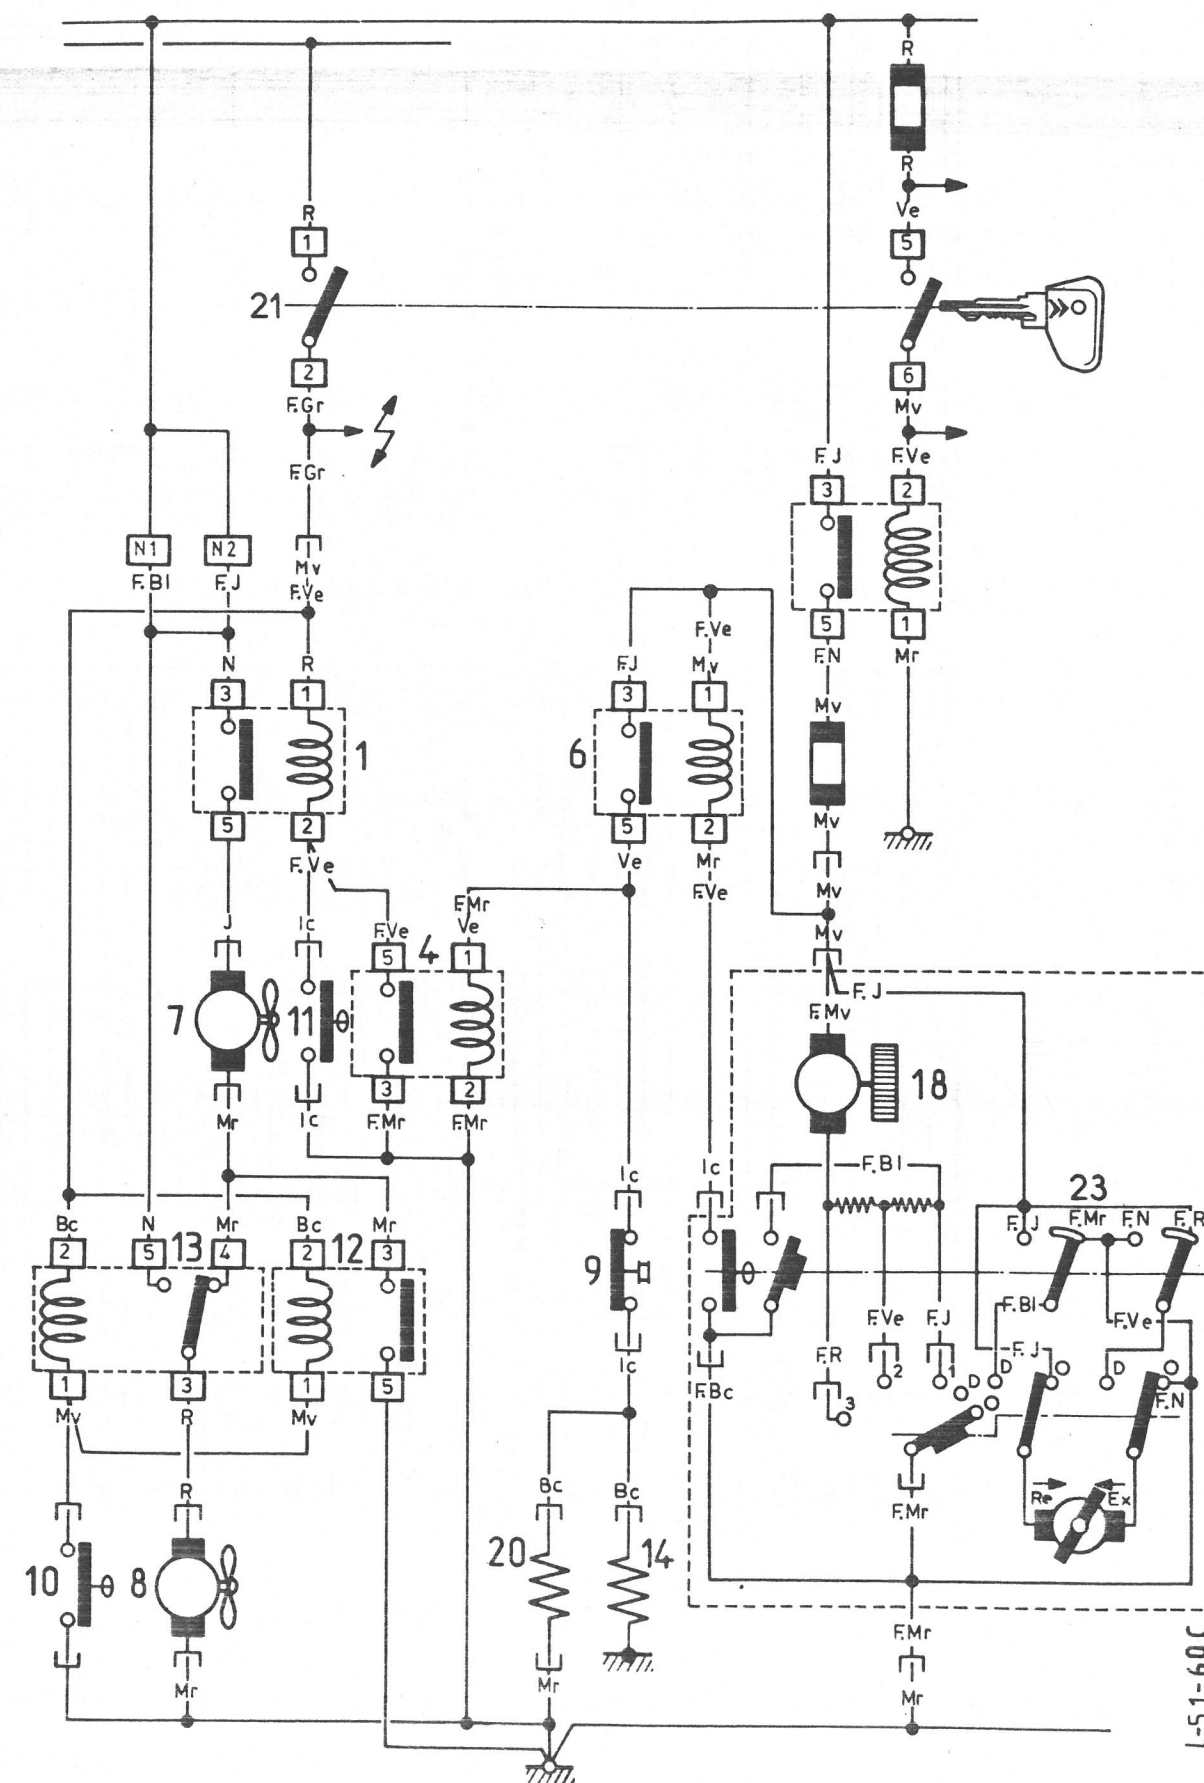 R
R
Ve
R
1
5
21
2
6
F.Gr
Mv
F.Gr
F.J
F.Ve
3
2
N1
N2
F.Bl
F.J
Mv
F.Ve
F.Ve
5
1
N
R
F.J
Mv
F.N
Mr
3
1
3
1
Mv
1
6
5
2
5
2
Mv
F.Ve
Ve
Mr
F.Ve
Mv
F.Mr
J
Ic
F.Ve
Ve
Mv
5
4
1
F.J
F.Mv
7
11
18
3
2
Mr
Ic
F.Mr
F.Mr
Ic
Ic
F.Bl
23
Bc
N
Mr
Bc
Mr
F.J
F.Mr
F.N
F.R
2
5
13
4
2
12
3
9
F.Bl
F.Ve
F.Ve
F.J
F.R
F.J
1
3
1
5
Ic
F.Bc
2
1
D
D
D
F.N
Mv
R
Mv
3
R
Bc
Bc
F.Mr
Re
Ex
20
14
10
8
Mr
Mr
F.Mr
Mr
L-51-60C